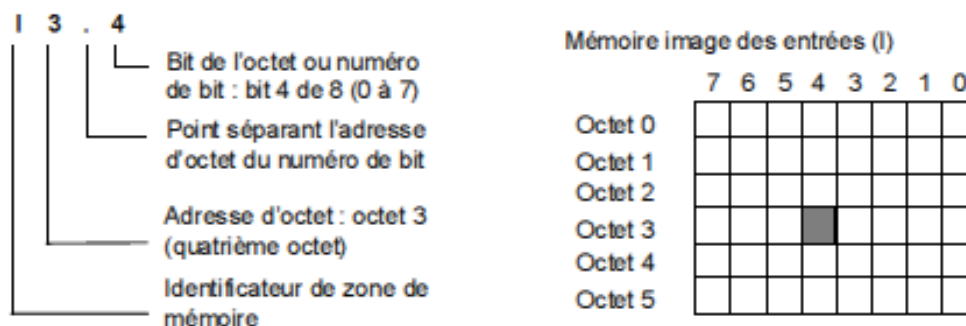 I 3 . 4
Bit de l'octet ou numéro
de bit : bit 4 de 8 (0 à 7)
Point séparant l'adresse
d'octet du numéro de bit
Adresse d'octet : octet 3
(quatrième octet)
Identificateur de zone de
mémoire
Mémoire image des entrées (I)
7 6 5 4 3 2 1 0
Octet 0
Octet 1
Octet 2
Octet 3
Octet 4
Octet 5